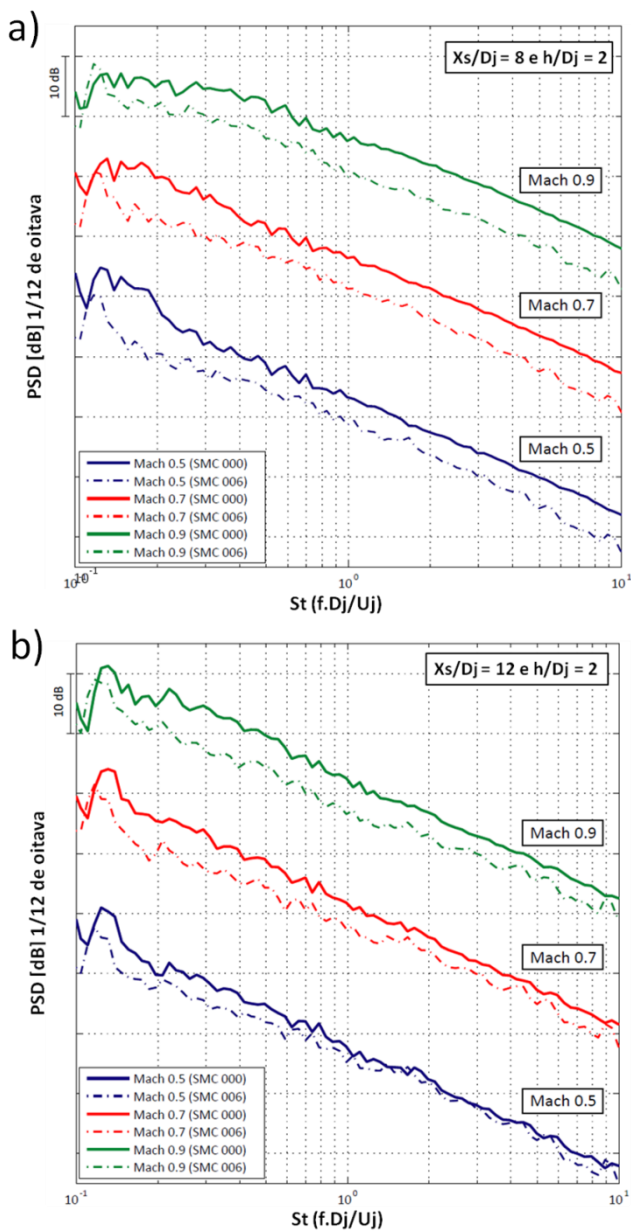 a)
Xs/Dj = 8 e h/Dj = 2
10 dB
PSD [dB] 1/12 de oitava
Mach 0.9
Mach 0.7
Mach 0.5
Mach 0.5 (SMC 000)
Mach 0.5 (SMC 006)
Mach 0.7 (SMC 000)
Mach 0.7 (SMC 006)
Mach 0.9 (SMC 000)
Mach 0.9 (SMC 006)
10⁻¹ 10⁰ 10¹
St (f.Dj/Uj)
b)
Xs/Dj = 12 e h/Dj = 2
10 dB
PSD [dB] 1/12 de oitava
Mach 0.9
Mach 0.7
Mach 0.5
Mach 0.5 (SMC 000)
Mach 0.5 (SMC 006)
Mach 0.7 (SMC 000)
Mach 0.7 (SMC 006)
Mach 0.9 (SMC 000)
Mach 0.9 (SMC 006)
10⁻¹ 10⁰ 10¹
St (f.Dj/Uj)